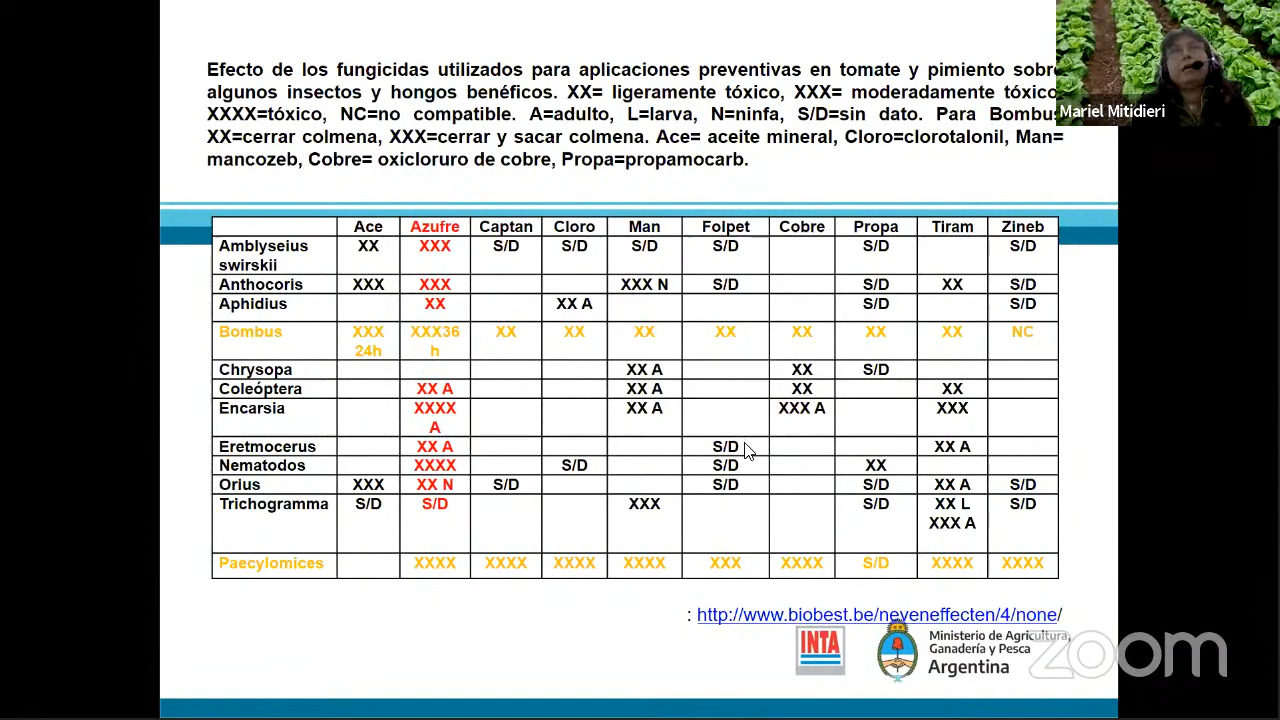 Efecto de los fungicidas utilizados para aplicaciones preventivas en tomate y pimiento sobre
algunos insectos y hongos benéficos. XX= ligeramente tóxico, XXX= moderadamente tóxico
XXXX=tóxico, NC=no compatible. A=adulto, L=larva, N=ninfa, S/D=sin dato. Para Bombus
XX=cerrar colmena, XXX=cerrar y sacar colmena. Ace= aceite mineral, Cloro=clorotalonil, Man=
mancozeb, Cobre= oxicloruro de cobre, Propa=propamocarb.
Mariel Mitidieri
Ace Azufre Captan Cloro Man Folpet Cobre Propa Tiram Zineb
Amblyseius XX XXX S/D S/D S/D S/D S/D S/D
swirskii
Anthocoris XXX XXX XXX N S/D S/D XX S/D
Aphidius XX XX A S/D S/D
Bombus XXX XXX36 XX XX XX XX XX XX XX NC
24h h
Chrysopa XX A XX S/D
Coleóptera XX A XX A XX XX
Encarsia XXXX XX A XXX A XXX
A
Eretmocerus XX A S/D XX A
Nematodos XXXX S/D S/D XX
Orius XXX XX N S/D S/D S/D XX A S/D
Trichogramma S/D S/D XXX S/D XX L S/D
XXX A
Paecylomices XXXX XXXX XXXX XXXX XXX XXXX S/D XXXX XXXX
: http://www.biobest.be/neveneffecten/4/none/
INTA
Ministerio de Agricultura,
Ganadería y Pesca
Argentina
zoom